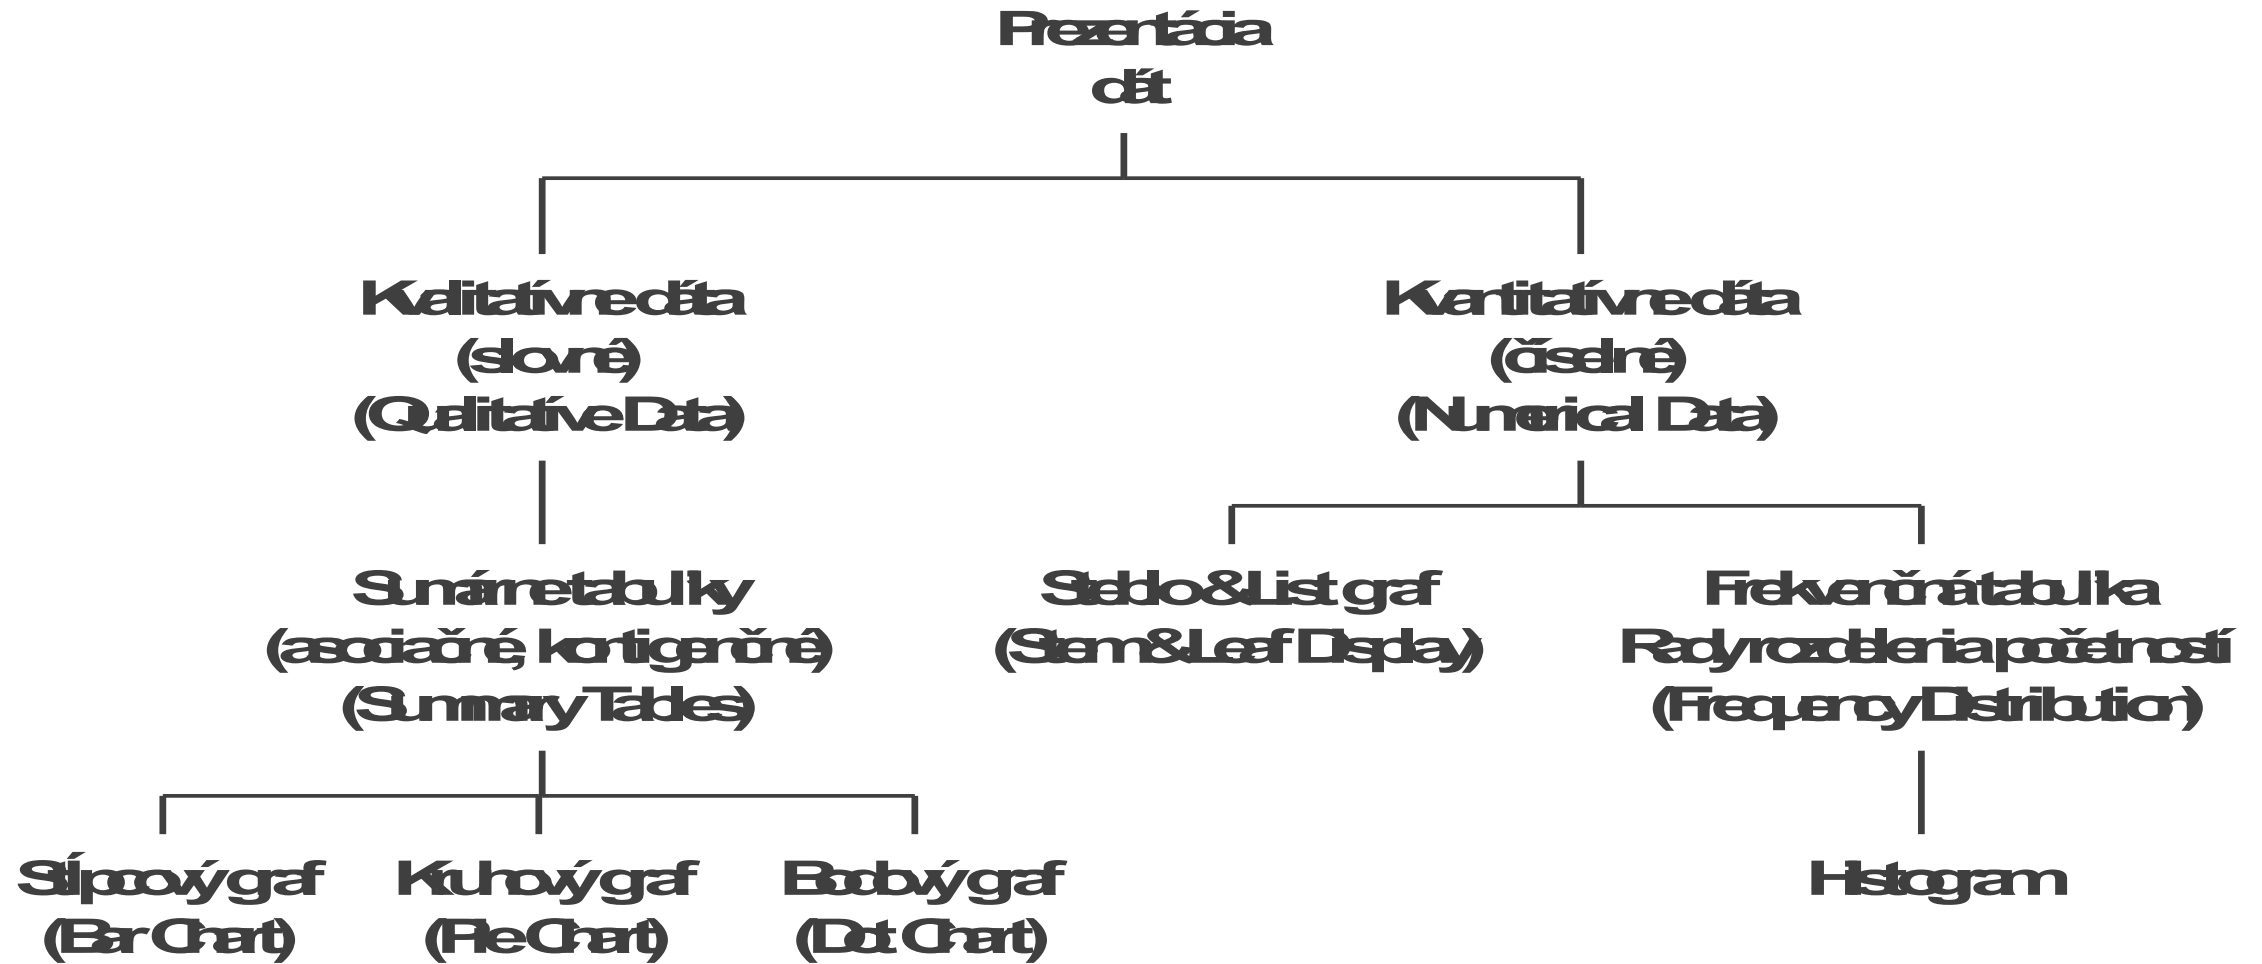 Prezentácia
dát
Kvalitatívne dáta
(slovné)
(Qualitatíve Data)
Kvantitatívne dáta
(číselné)
(Numerical Data)
Sumárne tabuľky
(asociačné, kontigenčné)
(Summary Tables)
Steblo & List graf
(Stem & Leaf Display)
Frekvenčná tabuľka
Rady rozdelenia početností
(Frequency Distribution)
Stĺpcový graf
(Bar Chart)
Kruhový graf
(Pie Chart)
Bodový graf
(Dot Chart)
Histogram